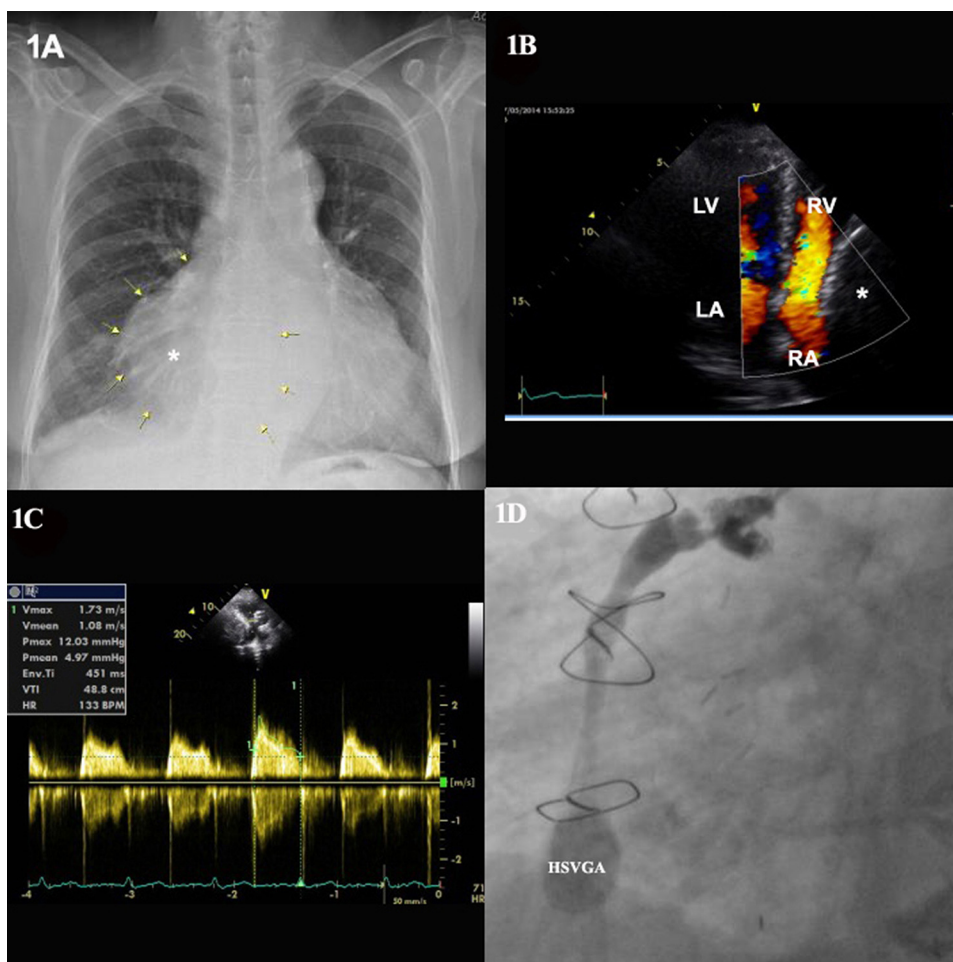 1A
*
1B
/05/2014 15:52:25
V
5
10
15
LV
RV
LA
RA
*
1C
1 Vmax 1.73 m/s
Vmean 1.08 m/s
Pmax 12.03 mmHg
Pmean 4.97 mmHg
Env.Ti 451 ms
VTI 48.8 cm
HR 133 BPM
V
10
20
1
1
2
1
[m/s]
-1
-2
-4
-3
-2
-1
0
71
HR
50 mm/s
1D
HSVGA